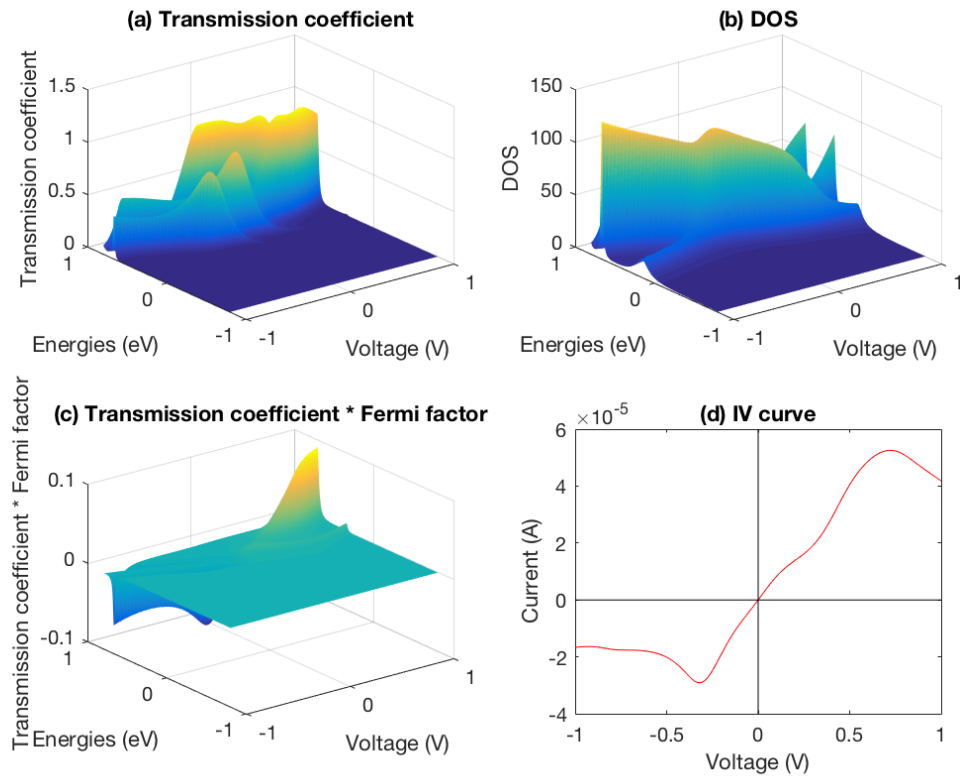 (a) Transmission coefficient
1.5
1
0.5
0
Transmission coefficient
1
0
-1
Energies (eV)
-1
0
1
Voltage (V)
(b) DOS
150
100
50
0
DOS
1
0
-1
Energies (eV)
-1
0
1
Voltage (V)
(c) Transmission coefficient * Fermi factor
0.1
0
-0.1
Transmission coefficient * Fermi factor
1
0
-1
Energies (eV)
-1
0
1
Voltage (V)
(d) IV curve
×10-5
6
4
2
0
-2
-4
Current (A)
-1
-0.5
0
0.5
1
Voltage (V)